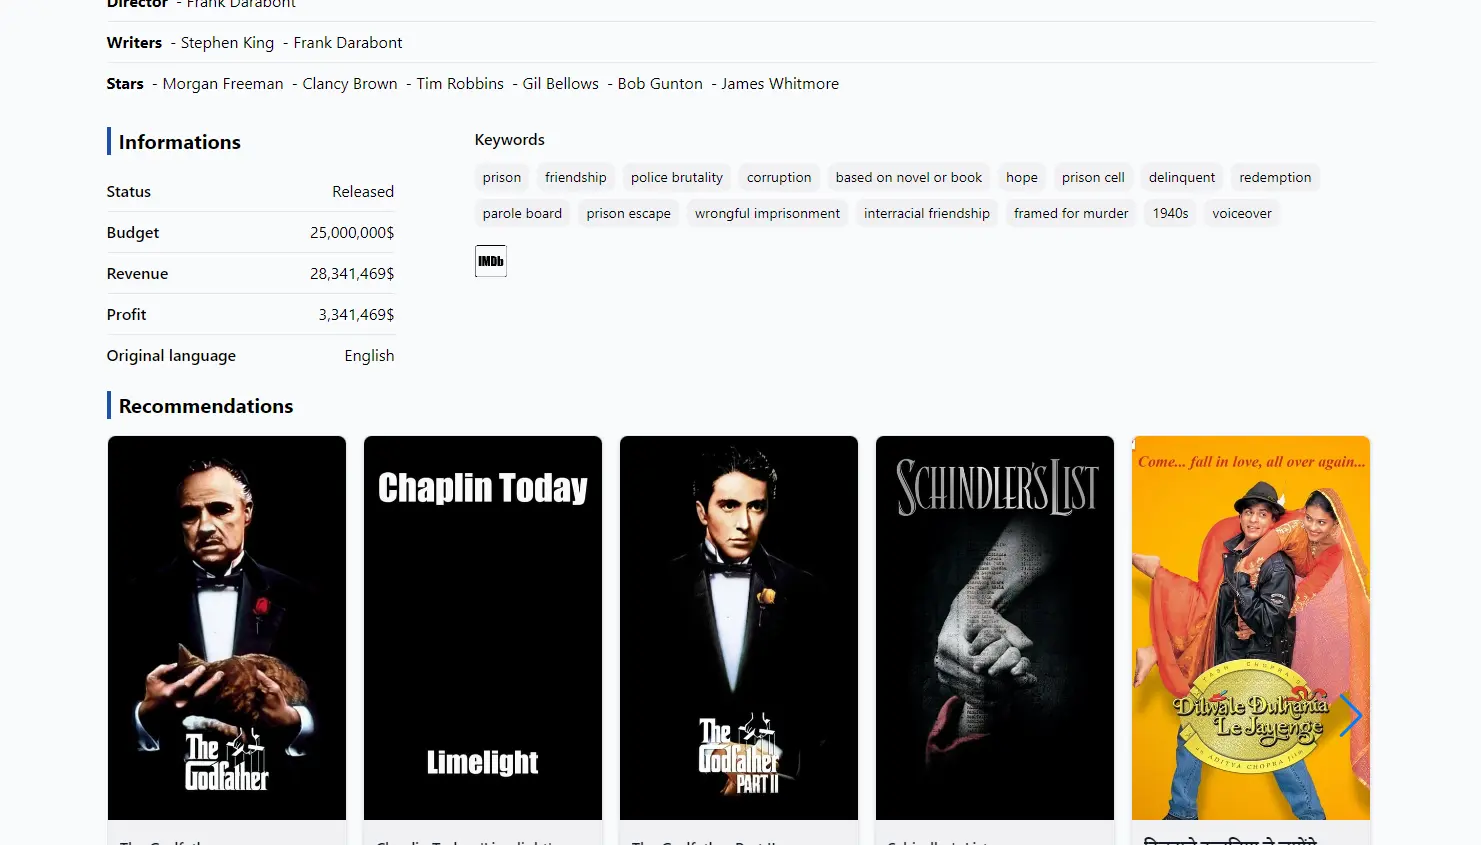 Director - Frank Darabont
Writers - Stephen King - Frank Darabont
Stars - Morgan Freeman - Clancy Brown - Tim Robbins - Gil Bellows - Bob Gunton - James Whitmore
Informations
Status Released
Budget 25,000,000$
Revenue 28,341,469$
Profit 3,341,469$
Original language English
Keywords
prison friendship police brutality corruption based on novel or book hope prison cell delinquent redemption
parole board prison escape wrongful imprisonment interracial friendship framed for murder 1940s voiceover
IMDb
Recommendations
The
Godfather
Chaplin Today
Limelight
The
Godfather
PART II
SCHINDLER'S LIST
Come... fall in love, all over again...
YASH CHOPRA'S
Dilwale Dulhania
Le Jayenge
an ADITYA CHOPRA film